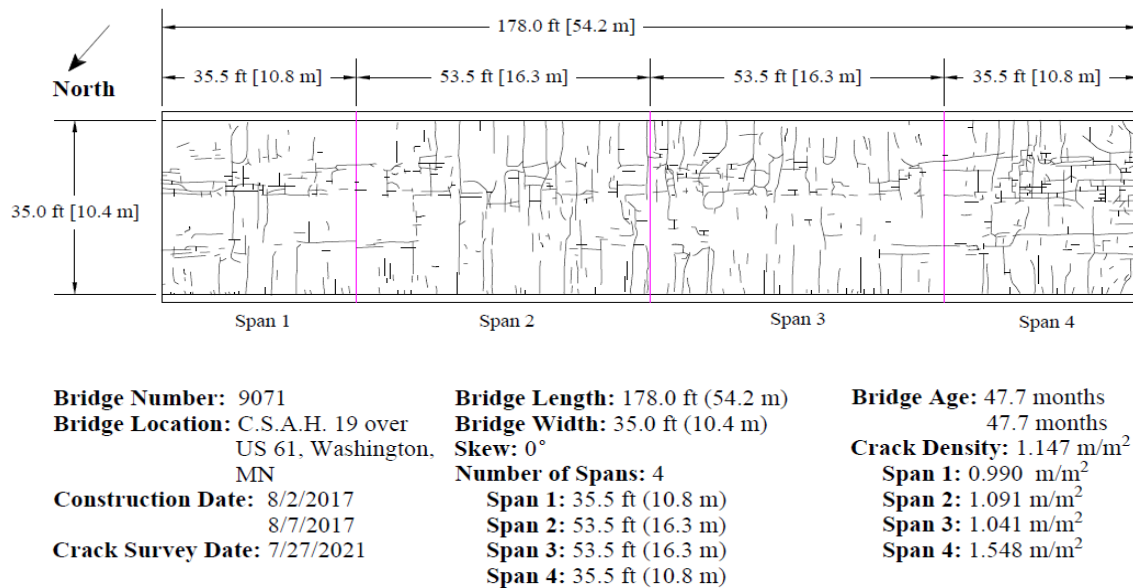 178.0 ft [54.2 m]
35.5 ft [10.8 m]
53.5 ft [16.3 m]
53.5 ft [16.3 m]
35.5 ft [10.8 m]
North
35.0 ft [10.4 m]
Span 1
Span 2
Span 3
Span 4
Bridge Number: 9071
Bridge Location: C.S.A.H. 19 over
US 61, Washington,
MN
Construction Date: 8/2/2017
8/7/2017
Crack Survey Date: 7/27/2021
Bridge Length: 178.0 ft (54.2 m)
Bridge Width: 35.0 ft (10.4 m)
Skew: 0°
Number of Spans: 4
Span 1: 35.5 ft (10.8 m)
Span 2: 53.5 ft (16.3 m)
Span 3: 53.5 ft (16.3 m)
Span 4: 35.5 ft (10.8 m)
Bridge Age: 47.7 months
47.7 months
Crack Density: 1.147 m/m²
Span 1: 0.990 m/m²
Span 2: 1.091 m/m²
Span 3: 1.041 m/m²
Span 4: 1.548 m/m²